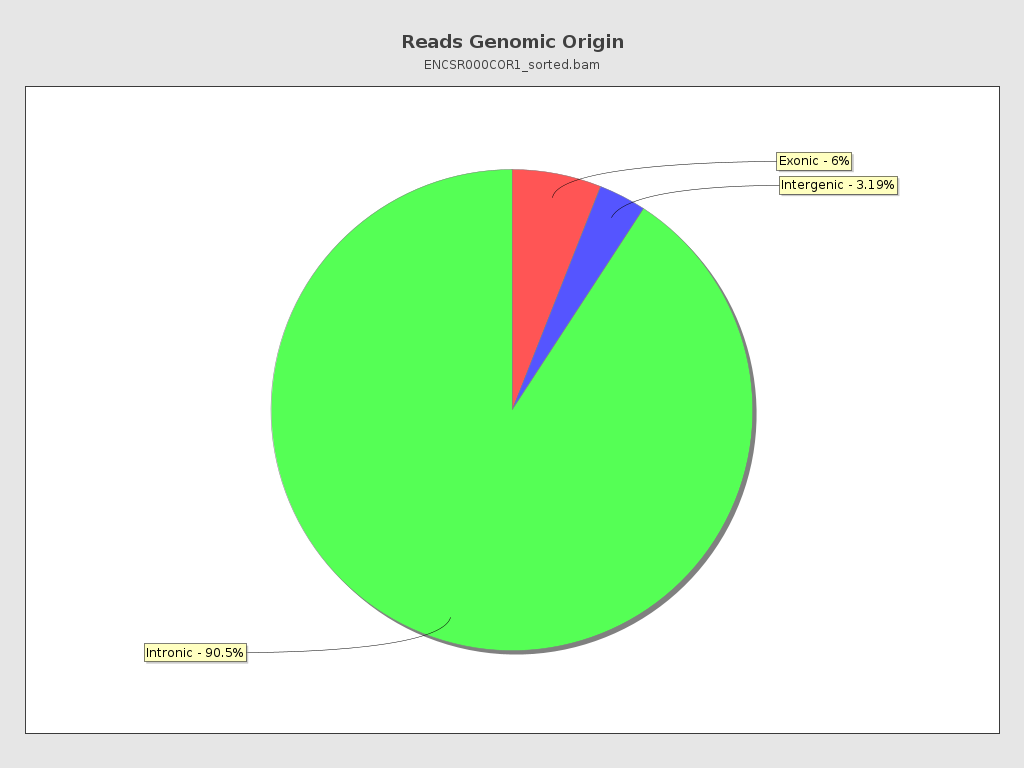 Reads Genomic Origin
ENCSR000COR1_sorted.bam
Exonic - 6%
Intergenic - 3.19%
Intronic - 90.5%